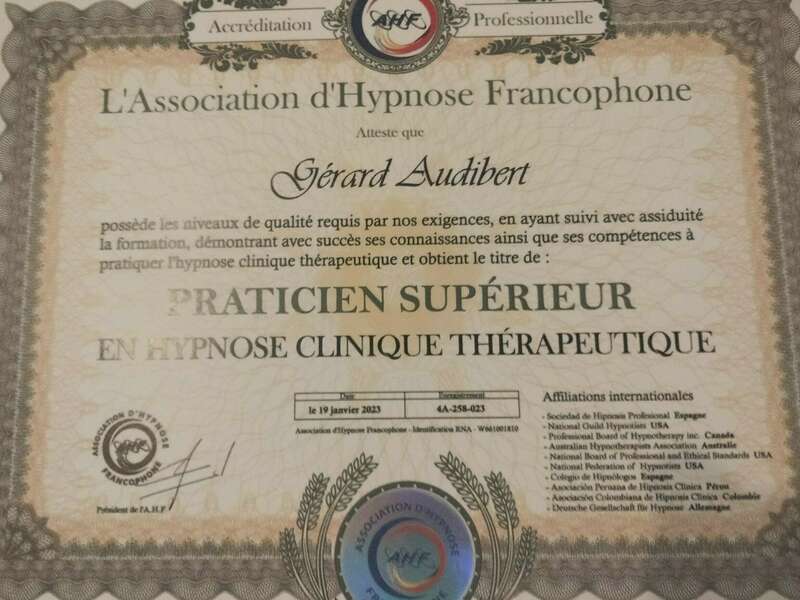 Accréditation
AHF
Professionnelle
L'Association d'Hypnose Francophone
Atteste que
Gérard Audibert
possède les niveaux de qualité requis par nos exigences, en ayant suivi avec assiduité
la formation, démontrant avec succès ses connaissances ainsi que ses compétences à
pratiquer l'hypnose clinique thérapeutique et obtient le titre de :
PRATICIEN SUPÉRIEUR
EN HYPNOSE CLINIQUE THÉRAPEUTIQUE
Date
Enregistrement
le 19 janvier 2023
4A-258-023
Association d'Hypnose Francophone - Identification RNA - W661001810
Affiliations internationales
- Sociedad de Hipnosis Profesional Espagne
- National Guild Hypnotists USA
- Professional Board of Hypnotherapy inc. Canada
- Australian Hypnotherapists Association Australie
- National Board of Professional and Ethical Standards USA
- National Federation of Hypnotists USA
- Colegio de Hipnólogos Espagne
- Asociación Peruana de Hipnosis Clínica Pérou
- Asociación Colombiana de Hipnosis Clínica Colombie
- Deutsche Gesellschaft für Hypnose Allemagne
ASSOCIATION D'HYPNOSE
FRANCOPHONE
Président de l'A.H.F
ASSOCIATION D'HYPNOSE
AHF